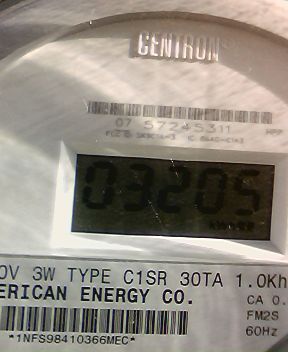 CENTRON®
07 57245311
03205
0V 3W TYPE C1SR 30TA 1.0Kh
ERICAN ENERGY CO.
CA 0.
FM2S
60Hz
*1NFS98410366MEC*